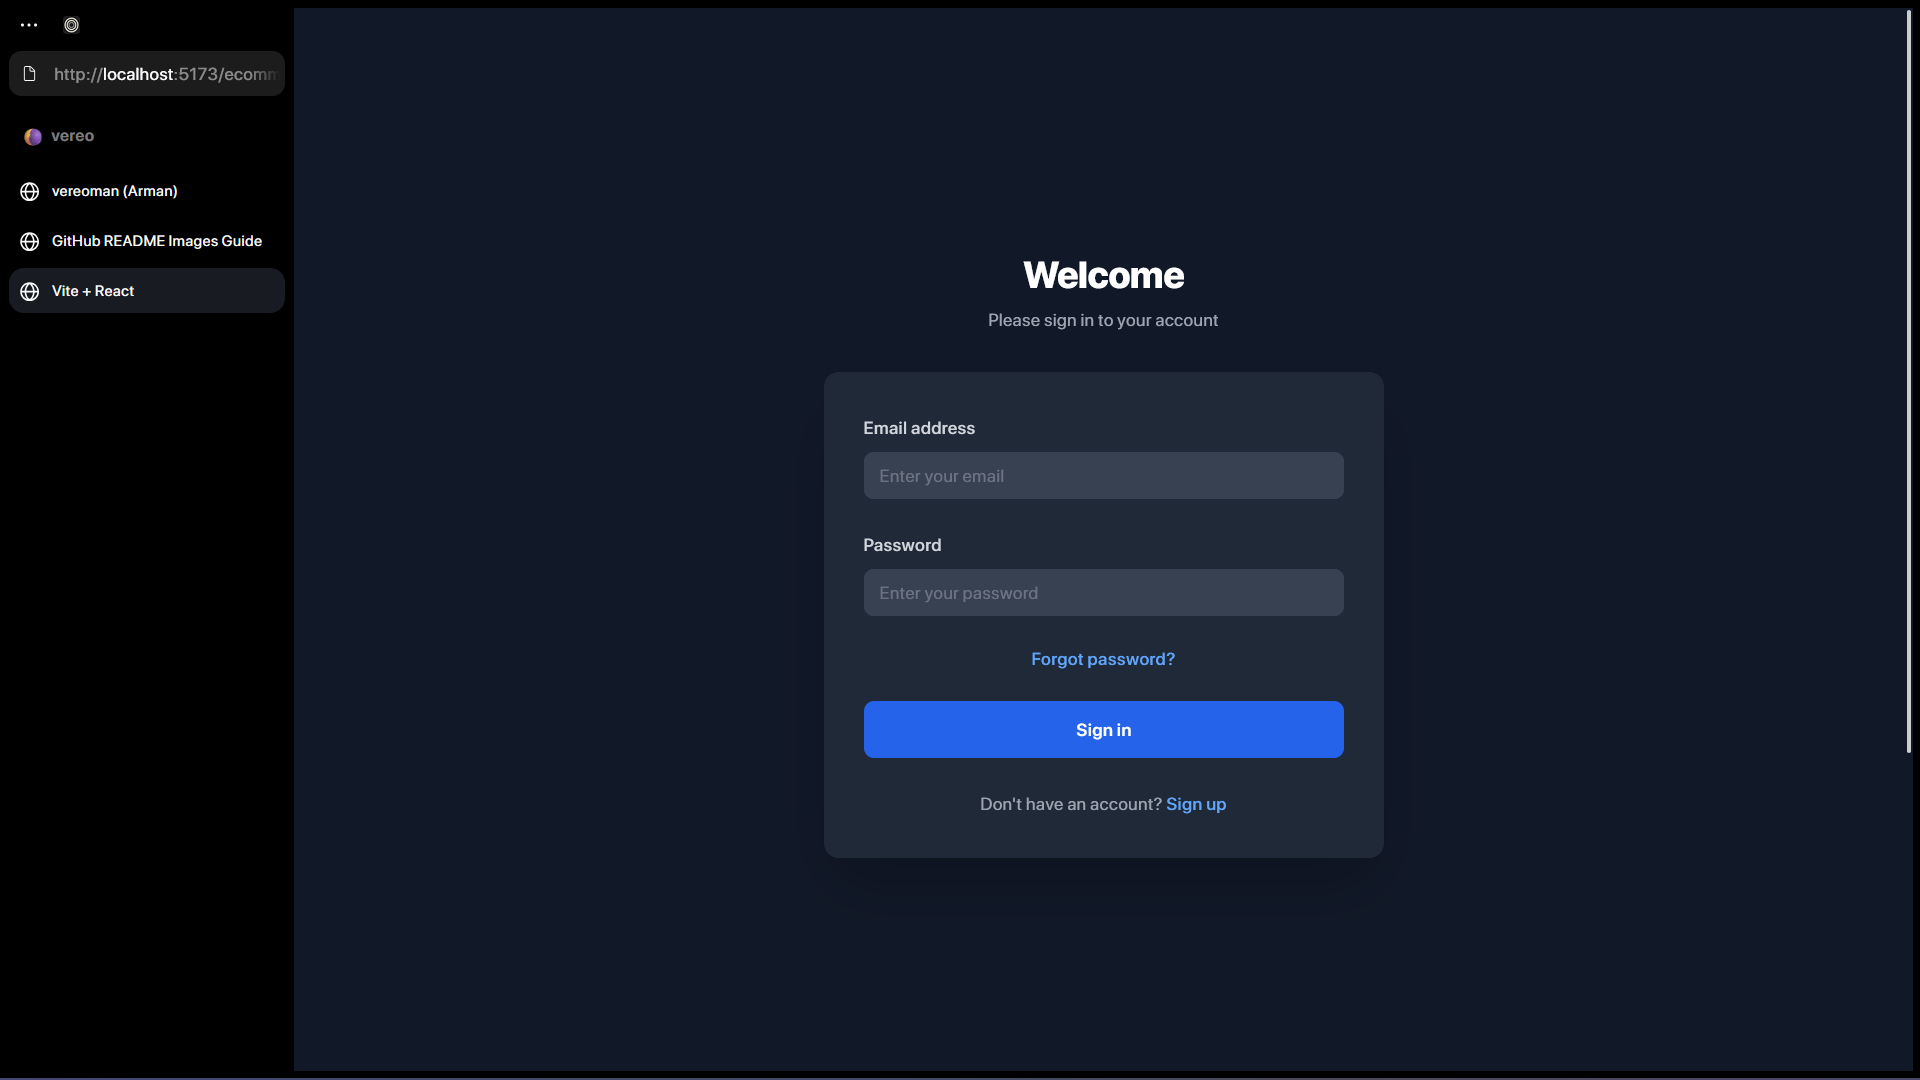 http://localhost:5173/ecomm
vereo
vereoman (Arman)
GitHub README Images Guide
Vite + React
Welcome
Please sign in to your account
Email address
Enter your email
Password
Enter your password
Forgot password?
Sign in
Don't have an account? Sign up